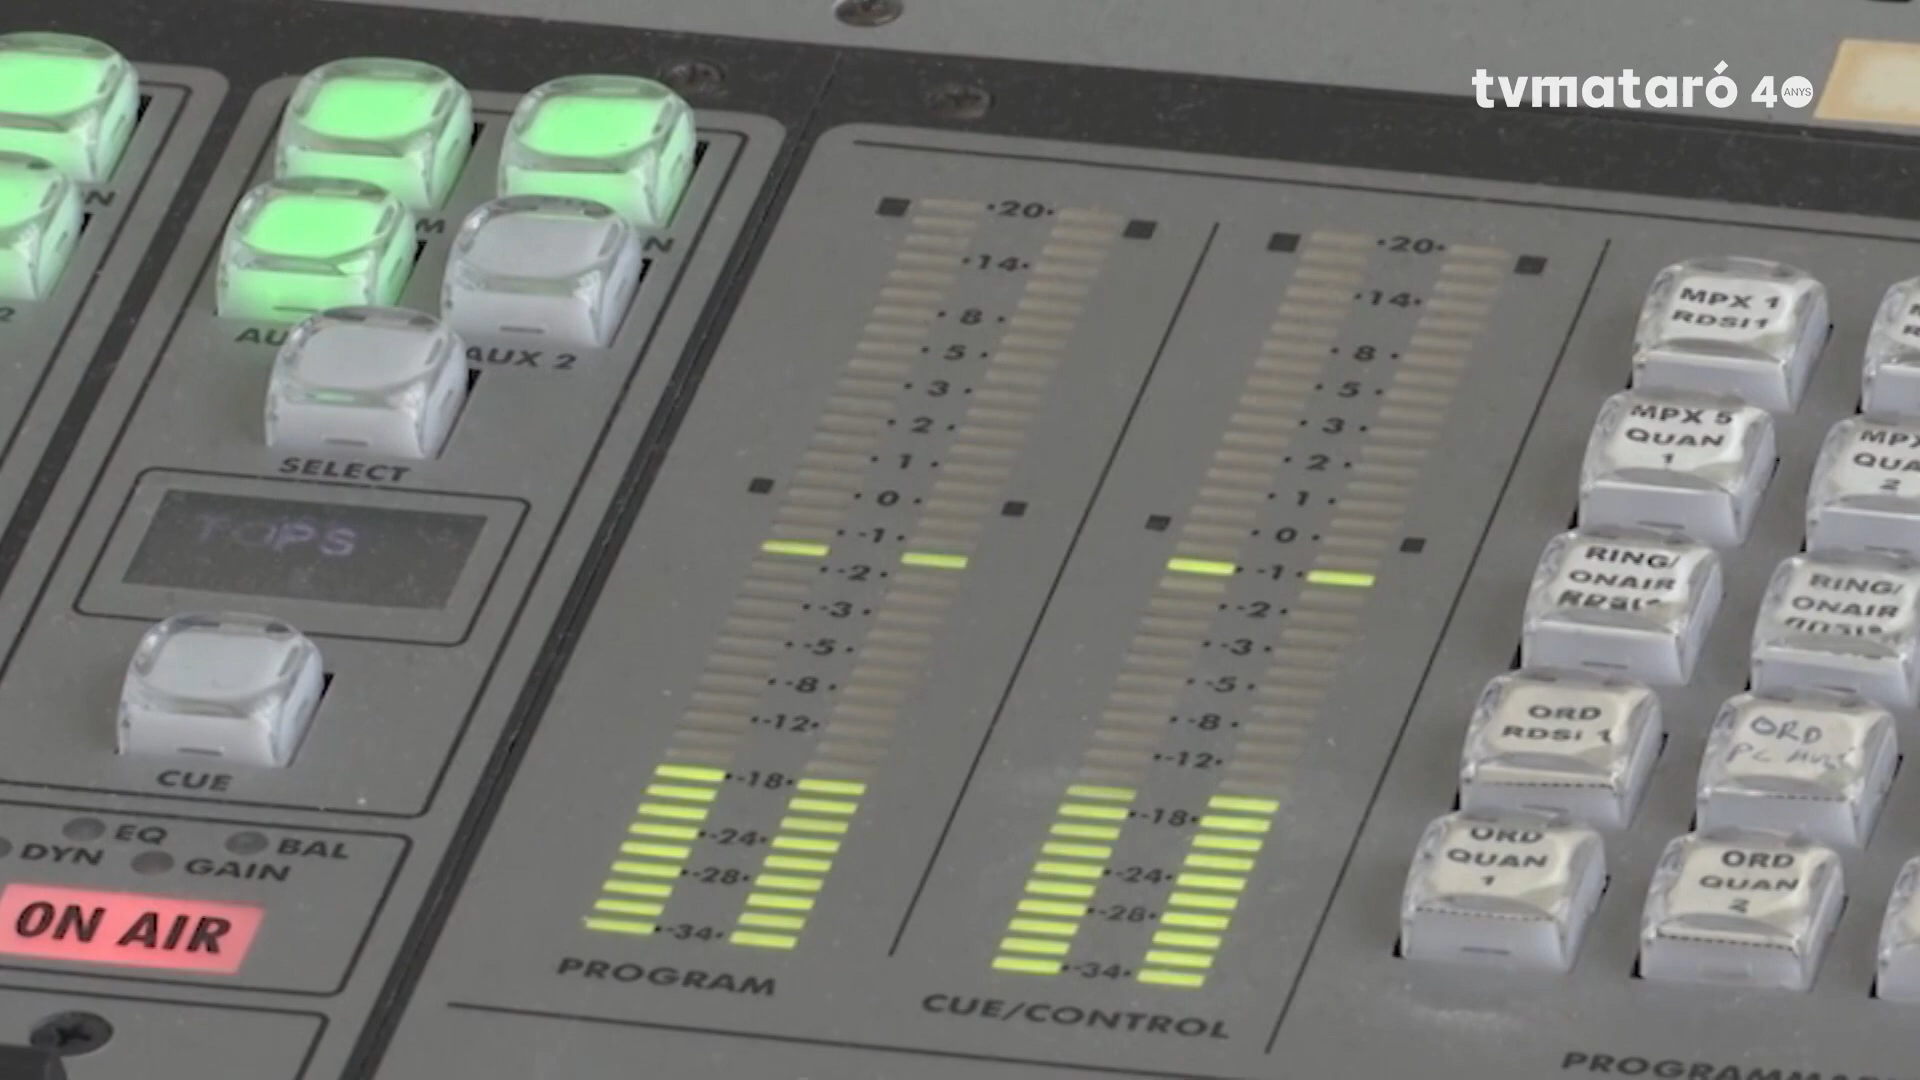 tvmataró 40 ANYS
AUX 2
SELECT
TOPS
CUE
EQ
BAL
DYN
GAIN
ON AIR
20
14
8
5
3
2
1
0
-1
-2
-3
-5
-8
-12
-18
-24
-28
-34
PROGRAM
20
14
8
5
3
2
1
0
-1
-2
-3
-5
-8
-12
-18
-24
-28
-34
CUE/CONTROL
MPX 1
RDSI1
MPX 5
QUAN
1
RING/
ONAIR
RDSI1
RING/
ONAIR
ORD
RDSI 1
ORD
PC
ORD
QUAN
1
ORD
QUAN
2